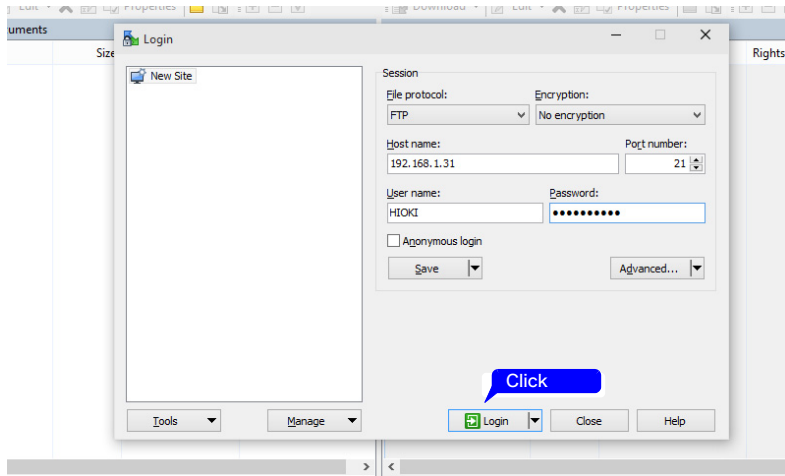 Edit Properties Download Edit Properties
uments
Size
Rights
Login
New Site
Session
File protocol:
Encryption:
FTP
No encryption
Host name:
Port number:
192.168.1.31
21
User name:
Password:
HIOKI
••••••••••
Anonymous login
Save
Advanced...
Click
Tools
Manage
Login
Close
Help